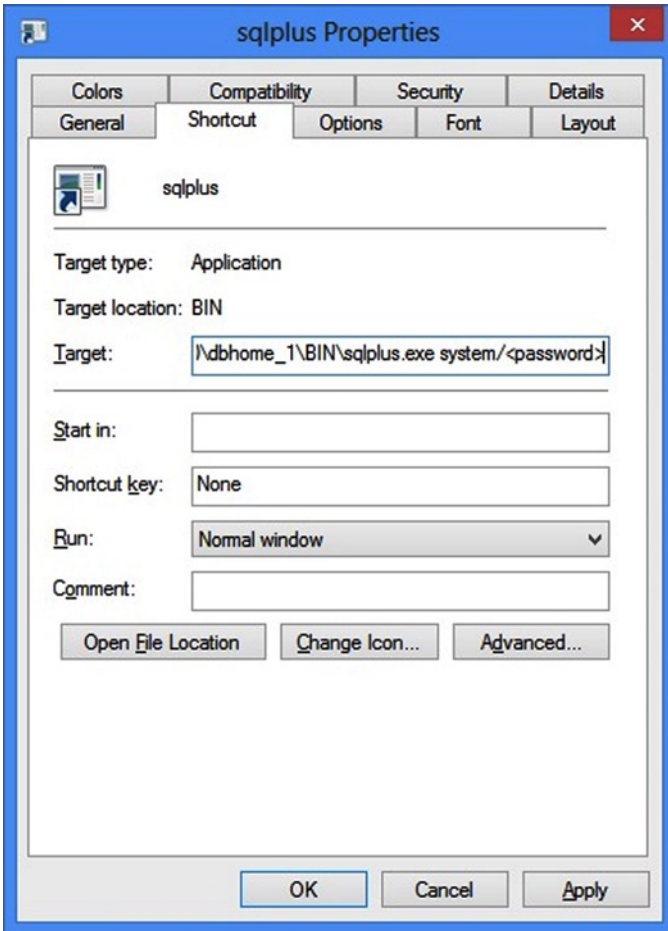 sqlplus Properties
Colors Compatibility Security Details
General Shortcut Options Font Layout
sqlplus
Target type: Application
Target location: BIN
Target: \dbhome_1\BIN\sqlplus.exe system/<password>
Start in:
Shortcut key: None
Run: Normal window
Comment:
Open File Location Change Icon... Advanced...
OK Cancel Apply